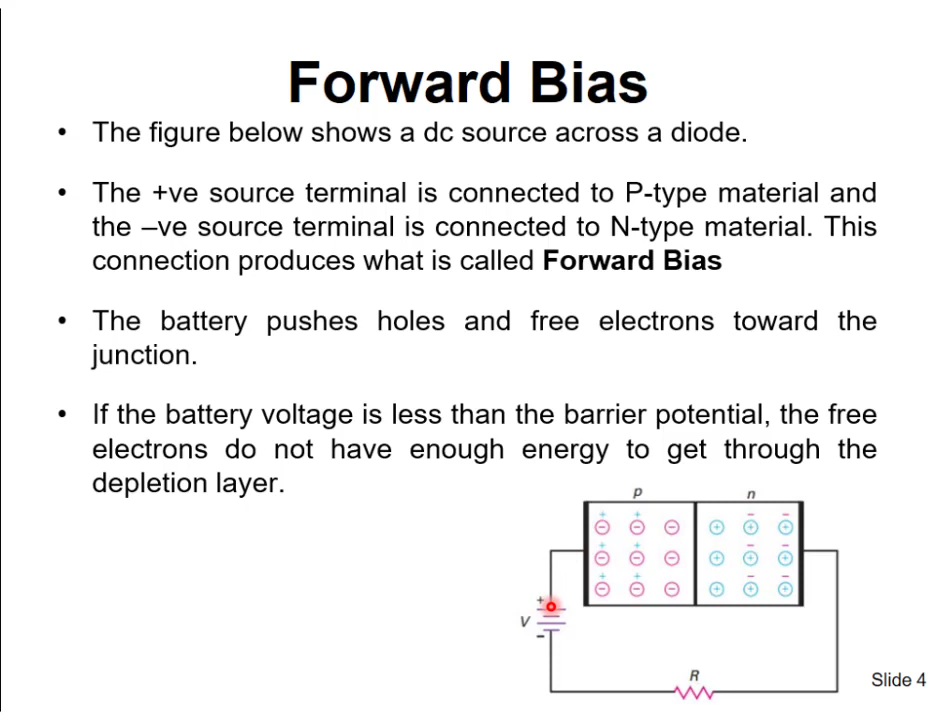 Forward Bias
• The figure below shows a dc source across a diode.
• The +ve source terminal is connected to P-type material and
the –ve source terminal is connected to N-type material. This
connection produces what is called Forward Bias
• The battery pushes holes and free electrons toward the
junction.
• If the battery voltage is less than the barrier potential, the free
electrons do not have enough energy to get through the
depletion layer.
p n
+ + − −
− − − + + +
+ + − −
− − − + + +
+ + − −
− − − + + +
+
V
−
R
Slide 4